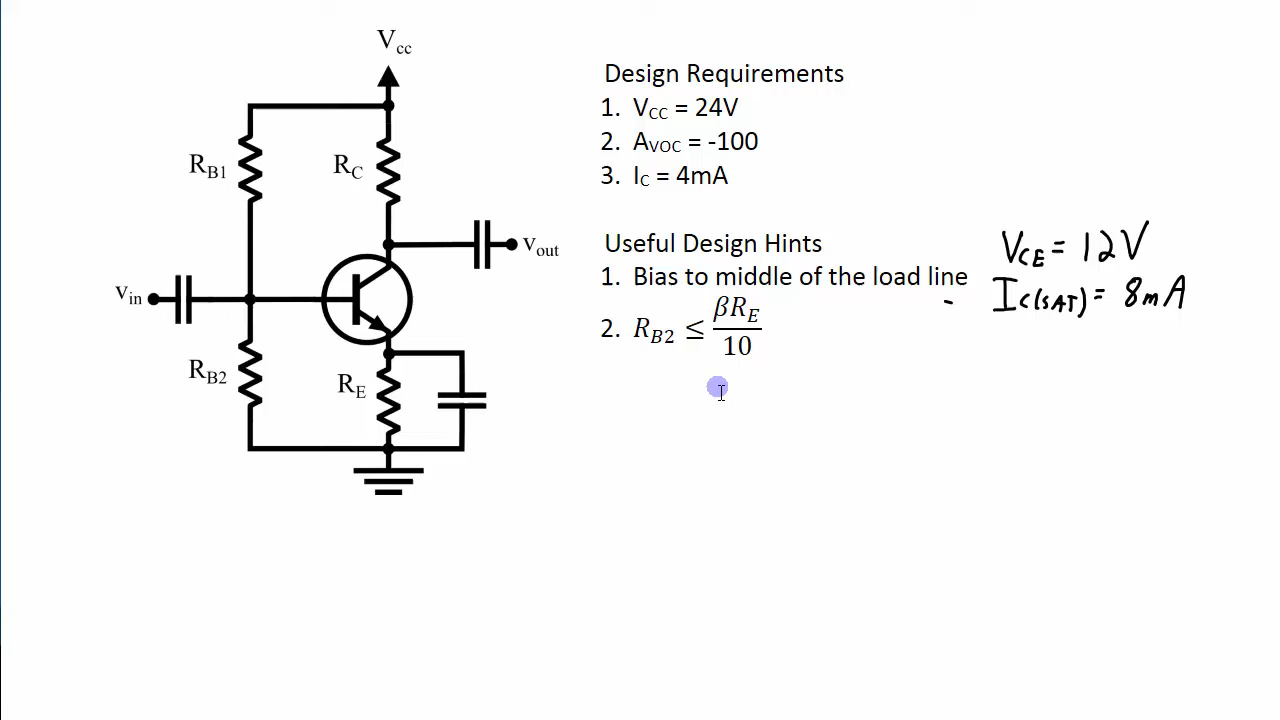 Vcc
RB1
RC
vin
vout
RB2
RE
Design Requirements
1. VCC = 24V
2. AVOC = -100
3. IC = 4mA
Useful Design Hints
1. Bias to middle of the load line
2. RB2 ≤ βRE/10
VCE = 12V
IC(SAT) = 8mA